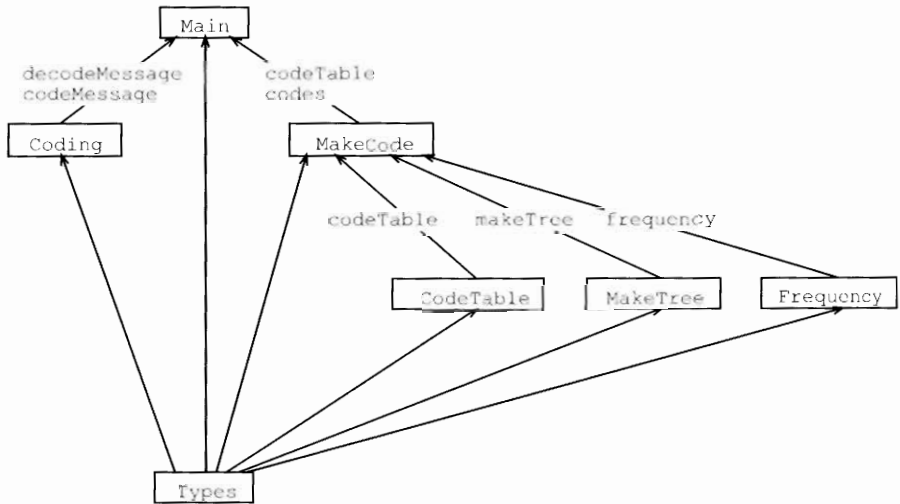 Main
decodeMessage
codeMessage
codeTable
codes
Coding
MakeCode
codeTable makeTree frequency
CodeTable MakeTree Frequency
Types